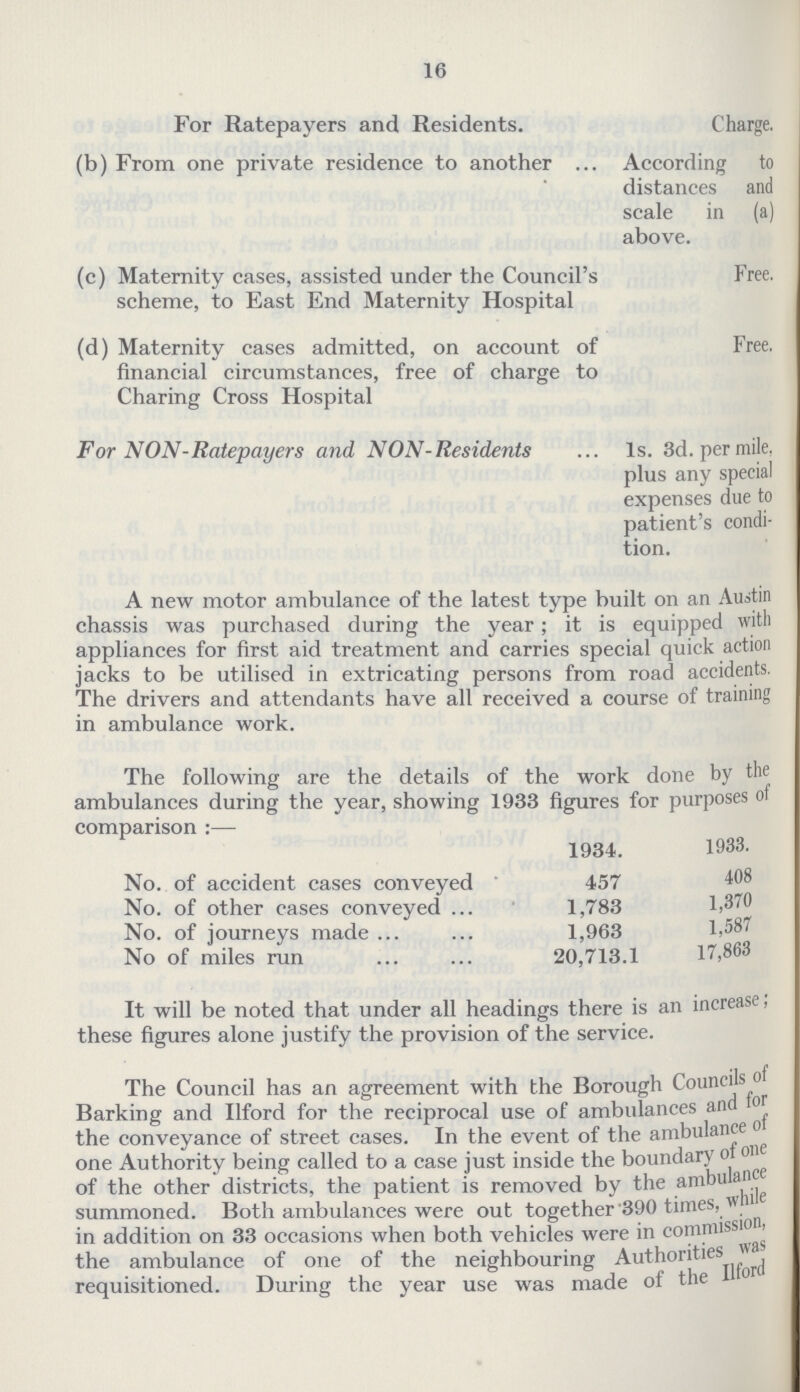 16
For Ratepayers and Residents. Charge.
(b) From one private residence to another ... According to
distances and
scale in (a)
above.
(c) Maternity cases, assisted under the Council's Free.
scheme, to East End Maternity Hospital
(d) Maternity cases admitted, on account of Free.
financial circumstances, free of charge to
Charing Cross Hospital
For NON-Ratepayers and NON-Residents ... 1s. 3d. per mile,
plus any special
expenses due to
patient's condi-
tion.
A new motor ambulance of the latest type built on an Austin
chassis was purchased during the year; it is equipped with
appliances for first aid treatment and carries special quick action
jacks to be utilised in extricating persons from road accidents.
The drivers and attendants have all received a course of training
in ambulance work.
The following are the details of the work done by the
ambulances during the year, showing 1933 figures for purposes of
comparison :—
1934. 1933.
No. of accident cases conveyed 457 408
No. of other cases conveyed ... 1,783 1,370
No. of journeys made ... ... 1,963 1,587
No of miles run ... ... 20,713.1 17,863
It will be noted that under all headings there is an increase;
these figures alone justify the provision of the service.
The Council has an agreement with the Borough Councils of
Barking and Ilford for the reciprocal use of ambulances and for
the conveyance of street cases. In the event of the ambulance of
one Authority being called to a case just inside the boundary of one
of the other districts, the patient is removed by the ambulance
summoned. Both ambulances were out together 390 times, while
in addition on 33 occasions when both vehicles were in commission,
the ambulance of one of the neighbouring Authorities was
requisitioned. During the year use was made of the Ilford